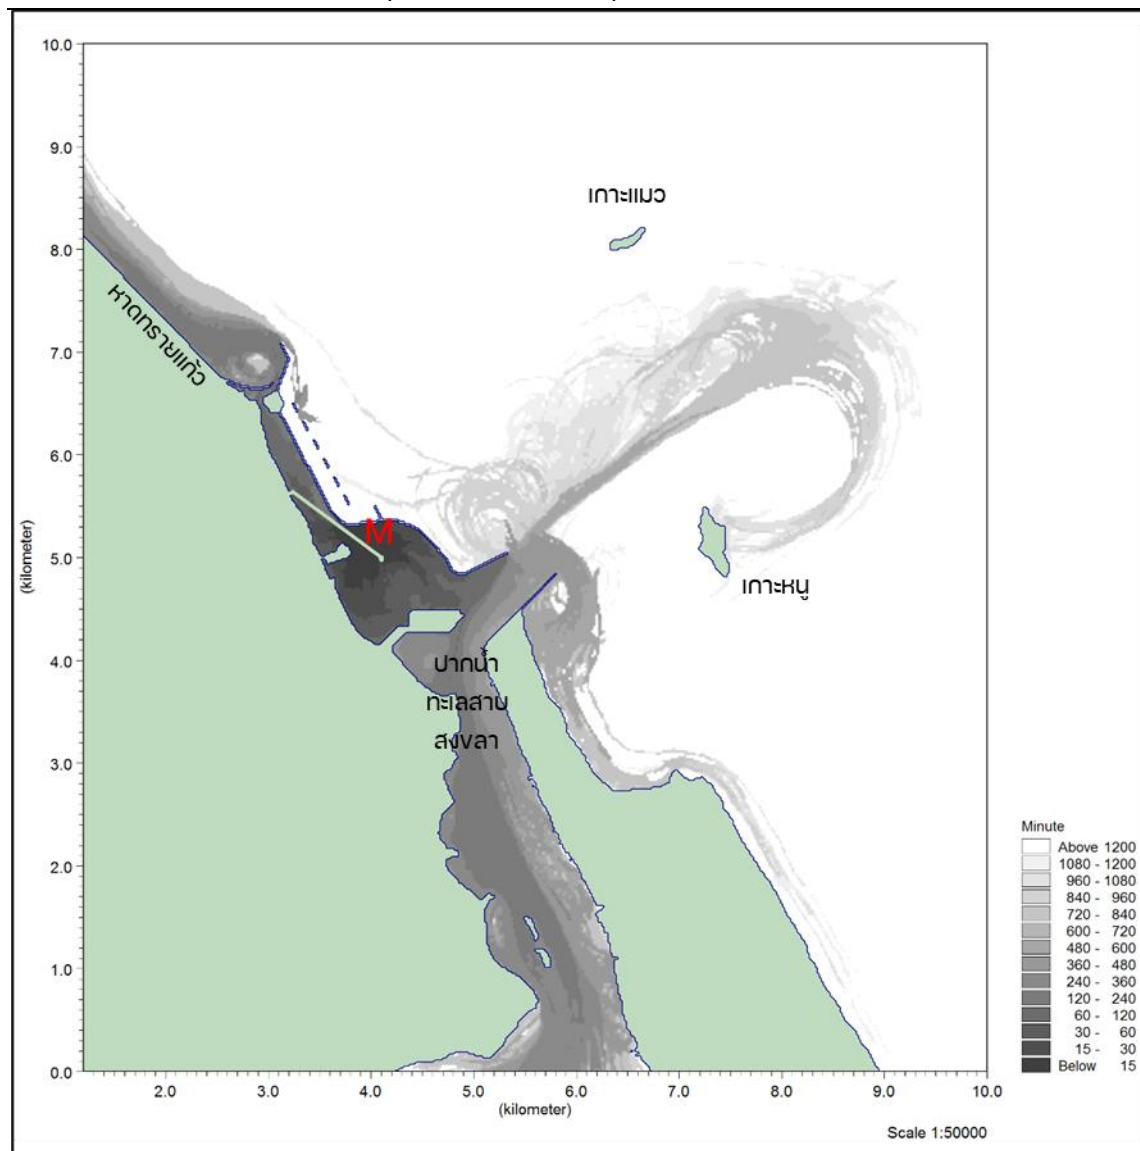 10.0
9.0
8.0
7.0
6.0
5.0
4.0
3.0
2.0
1.0
0.0
(kilometer)
เกาะแมว
หาดทรายแก้ว
M
เกาะหนู
ปากน้ำ
ทะเลสาบ
สงขลา
2.0 3.0 4.0 5.0 6.0 7.0 8.0 9.0 10.0
(kilometer)
Scale 1:50000
Minute
Above 1200
1080 - 1200
960 - 1080
840 - 960
720 - 840
600 - 720
480 - 600
360 - 480
240 - 360
120 - 240
60 - 120
30 - 60
15 - 30
Below 15